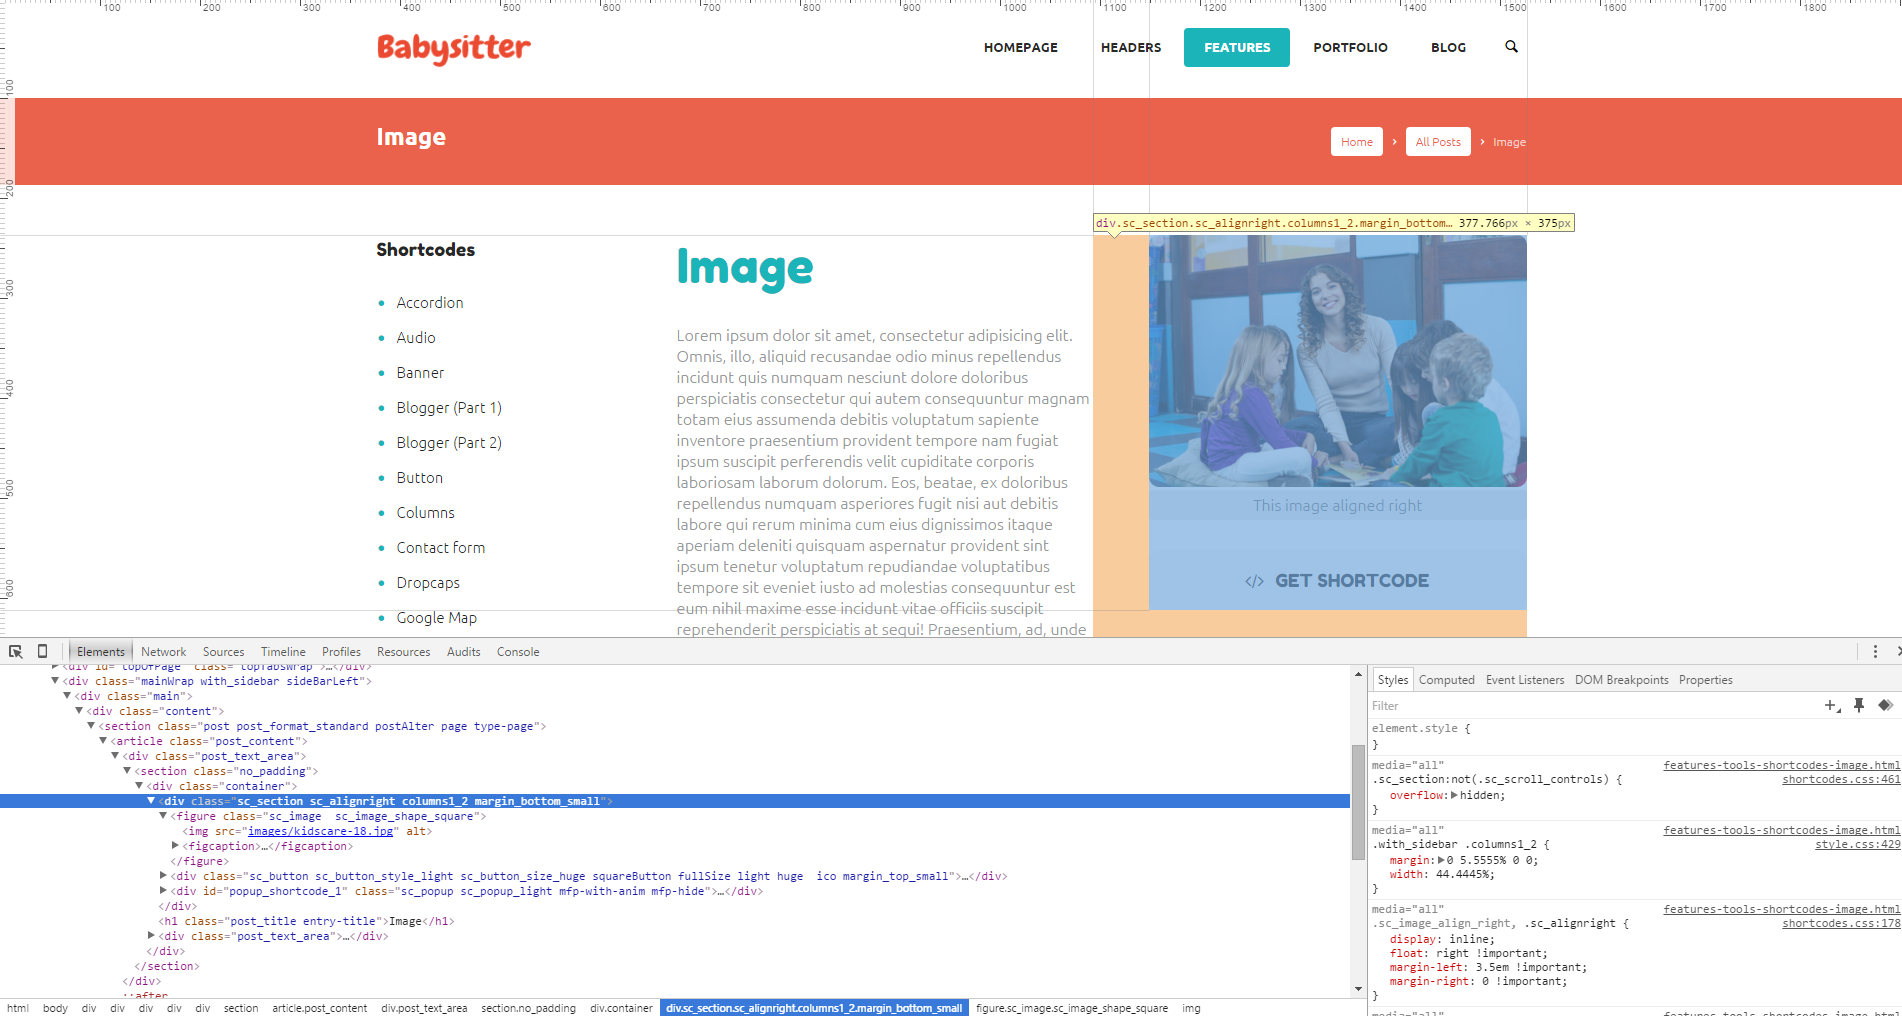 100 200 300 400 500 600 700 800 900 1000 1100 1200 1300 1400 1500 1600 1700 1800
Babysitter
HOMEPAGE HEADERS FEATURES PORTFOLIO BLOG
100
Image
Home › All Posts › Image
200
div.sc_section.sc_alignright.columns1_2.margin_bottom… 377.766px × 375px
Shortcodes
Accordion
Audio
Banner
Blogger (Part 1)
Blogger (Part 2)
Button
Columns
Contact form
Dropcaps
Google Map
300
400
500
600
Image
Lorem ipsum dolor sit amet, consectetur adipisicing elit.
Omnis, illo, aliquid recusandae odio minus repellendus
incidunt quis numquam nesciunt dolore doloribus
perspiciatis consectetur qui autem consequuntur magnam
totam eius assumenda debitis voluptatum sapiente
inventore praesentium provident tempore nam fugiat
ipsum suscipit perferendis velit cupiditate corporis
laboriosam laborum dolorum. Eos, beatae, ex doloribus
repellendus numquam asperiores fugit nisi aut debitis
labore qui rerum minima cum eius dignissimos itaque
aperiam deleniti quisquam aspernatur provident sint
ipsum tenetur voluptatum repudiandae voluptatibus
tempore sit eveniet iusto ad molestias consequuntur est
eum nihil maxime esse incidunt vitae officiis suscipit
reprehenderit perspiciatis at sequi! Praesentium, ad, unde
This image aligned right
</> GET SHORTCODE
Elements Network Sources Timeline Profiles Resources Audits Console
<div id="topOfPage" class="topTabsWrap">…</div>
<div class="mainWrap with_sidebar sideBarLeft">
<div class="main">
<div class="content">
<section class="post post_format_standard postAlter page type-page">
<article class="post_content">
<div class="post_text_area">
<section class="no_padding">
<div class="container">
<div class="sc_section sc_alignright columns1_2 margin_bottom_small">
<figure class="sc_image  sc_image_shape_square">
<img src="images/kidscare-18.jpg" alt>
<figcaption>…</figcaption>
</figure>
<div class="sc_button sc_button_style_light sc_button_size_huge squareButton fullSize light huge  ico margin_top_small">…</div>
<div id="popup_shortcode_1" class="sc_popup sc_popup_light mfp-with-anim mfp-hide">…</div>
</div>
<h1 class="post_title entry-title">Image</h1>
<div class="post_text_area">…</div>
</div>
</section>
</div>
::after
html body div div div div div section article.post_content div.post_text_area section.no_padding div.container div.sc_section.sc_alignright.columns1_2.margin_bottom_small figure.sc_image.sc_image_shape_square img
Styles Computed Event Listeners DOM Breakpoints Properties
Filter
element.style {
}
media="all" features-tools-shortcodes-image.html
.sc_section:not(.sc_scroll_controls) { shortcodes.css:461
overflow: hidden;
}
media="all" features-tools-shortcodes-image.html
.with_sidebar .columns1_2 { style.css:429
margin: 0 5.5555% 0 0;
width: 44.4445%;
}
media="all" features-tools-shortcodes-image.html
.sc_image_align_right, .sc_alignright { shortcodes.css:178
display: inline;
float: right !important;
margin-left: 3.5em !important;
margin-right: 0 !important;
}
media="all" features-tools-shortcodes-image.html